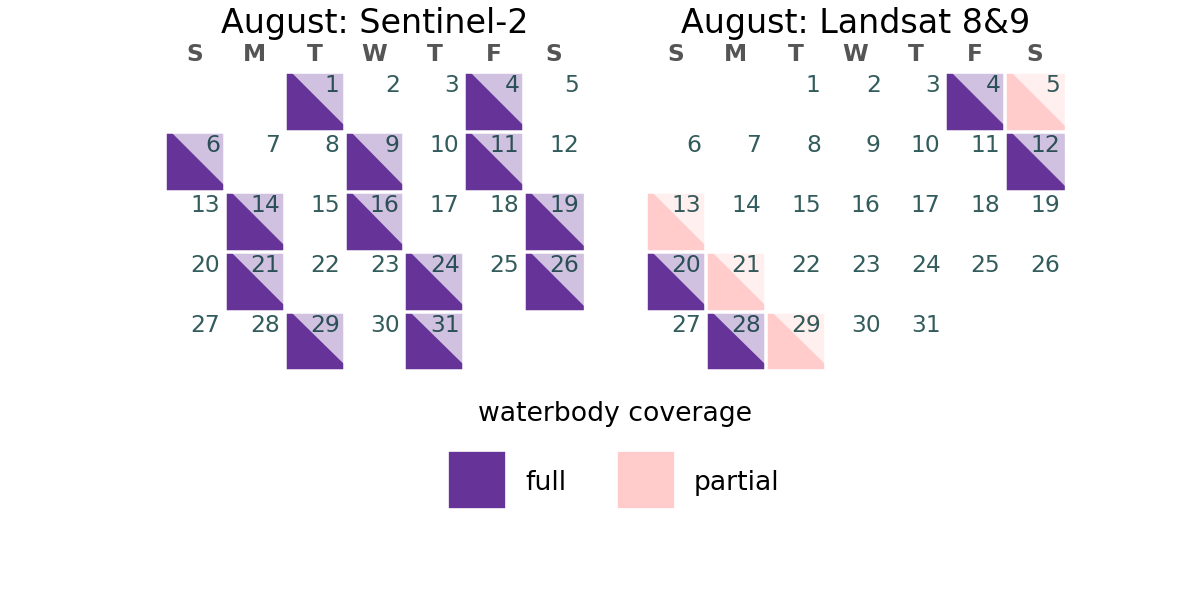 August: Sentinel-2
S M T W T F S
1 2 3 4 5
6 7 8 9 10 11 12
13 14 15 16 17 18 19
20 21 22 23 24 25 26
27 28 29 30 31
August: Landsat 8&9
S M T W T F S
1 2 3 4 5
6 7 8 9 10 11 12
13 14 15 16 17 18 19
20 21 22 23 24 25 26
27 28 29 30 31
waterbody coverage
full
partial